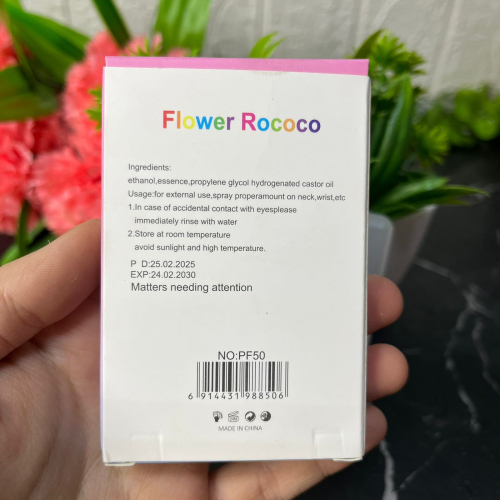 Flower Rococo
Ingredients:
ethanol,essence,propylene glycol hydrogenated castor oil
Usage:for external use,spray properamount on neck,wrist,etc
1.In case of accidental contact with eyesplease
immediately rinse with water
2.Store at room temperature
avoid sunlight and high temperature.
P D:25.02.2025
EXP:24.02.2030
Matters needing attention
NO:PF50
6 914431 988506
MADE IN CHINA